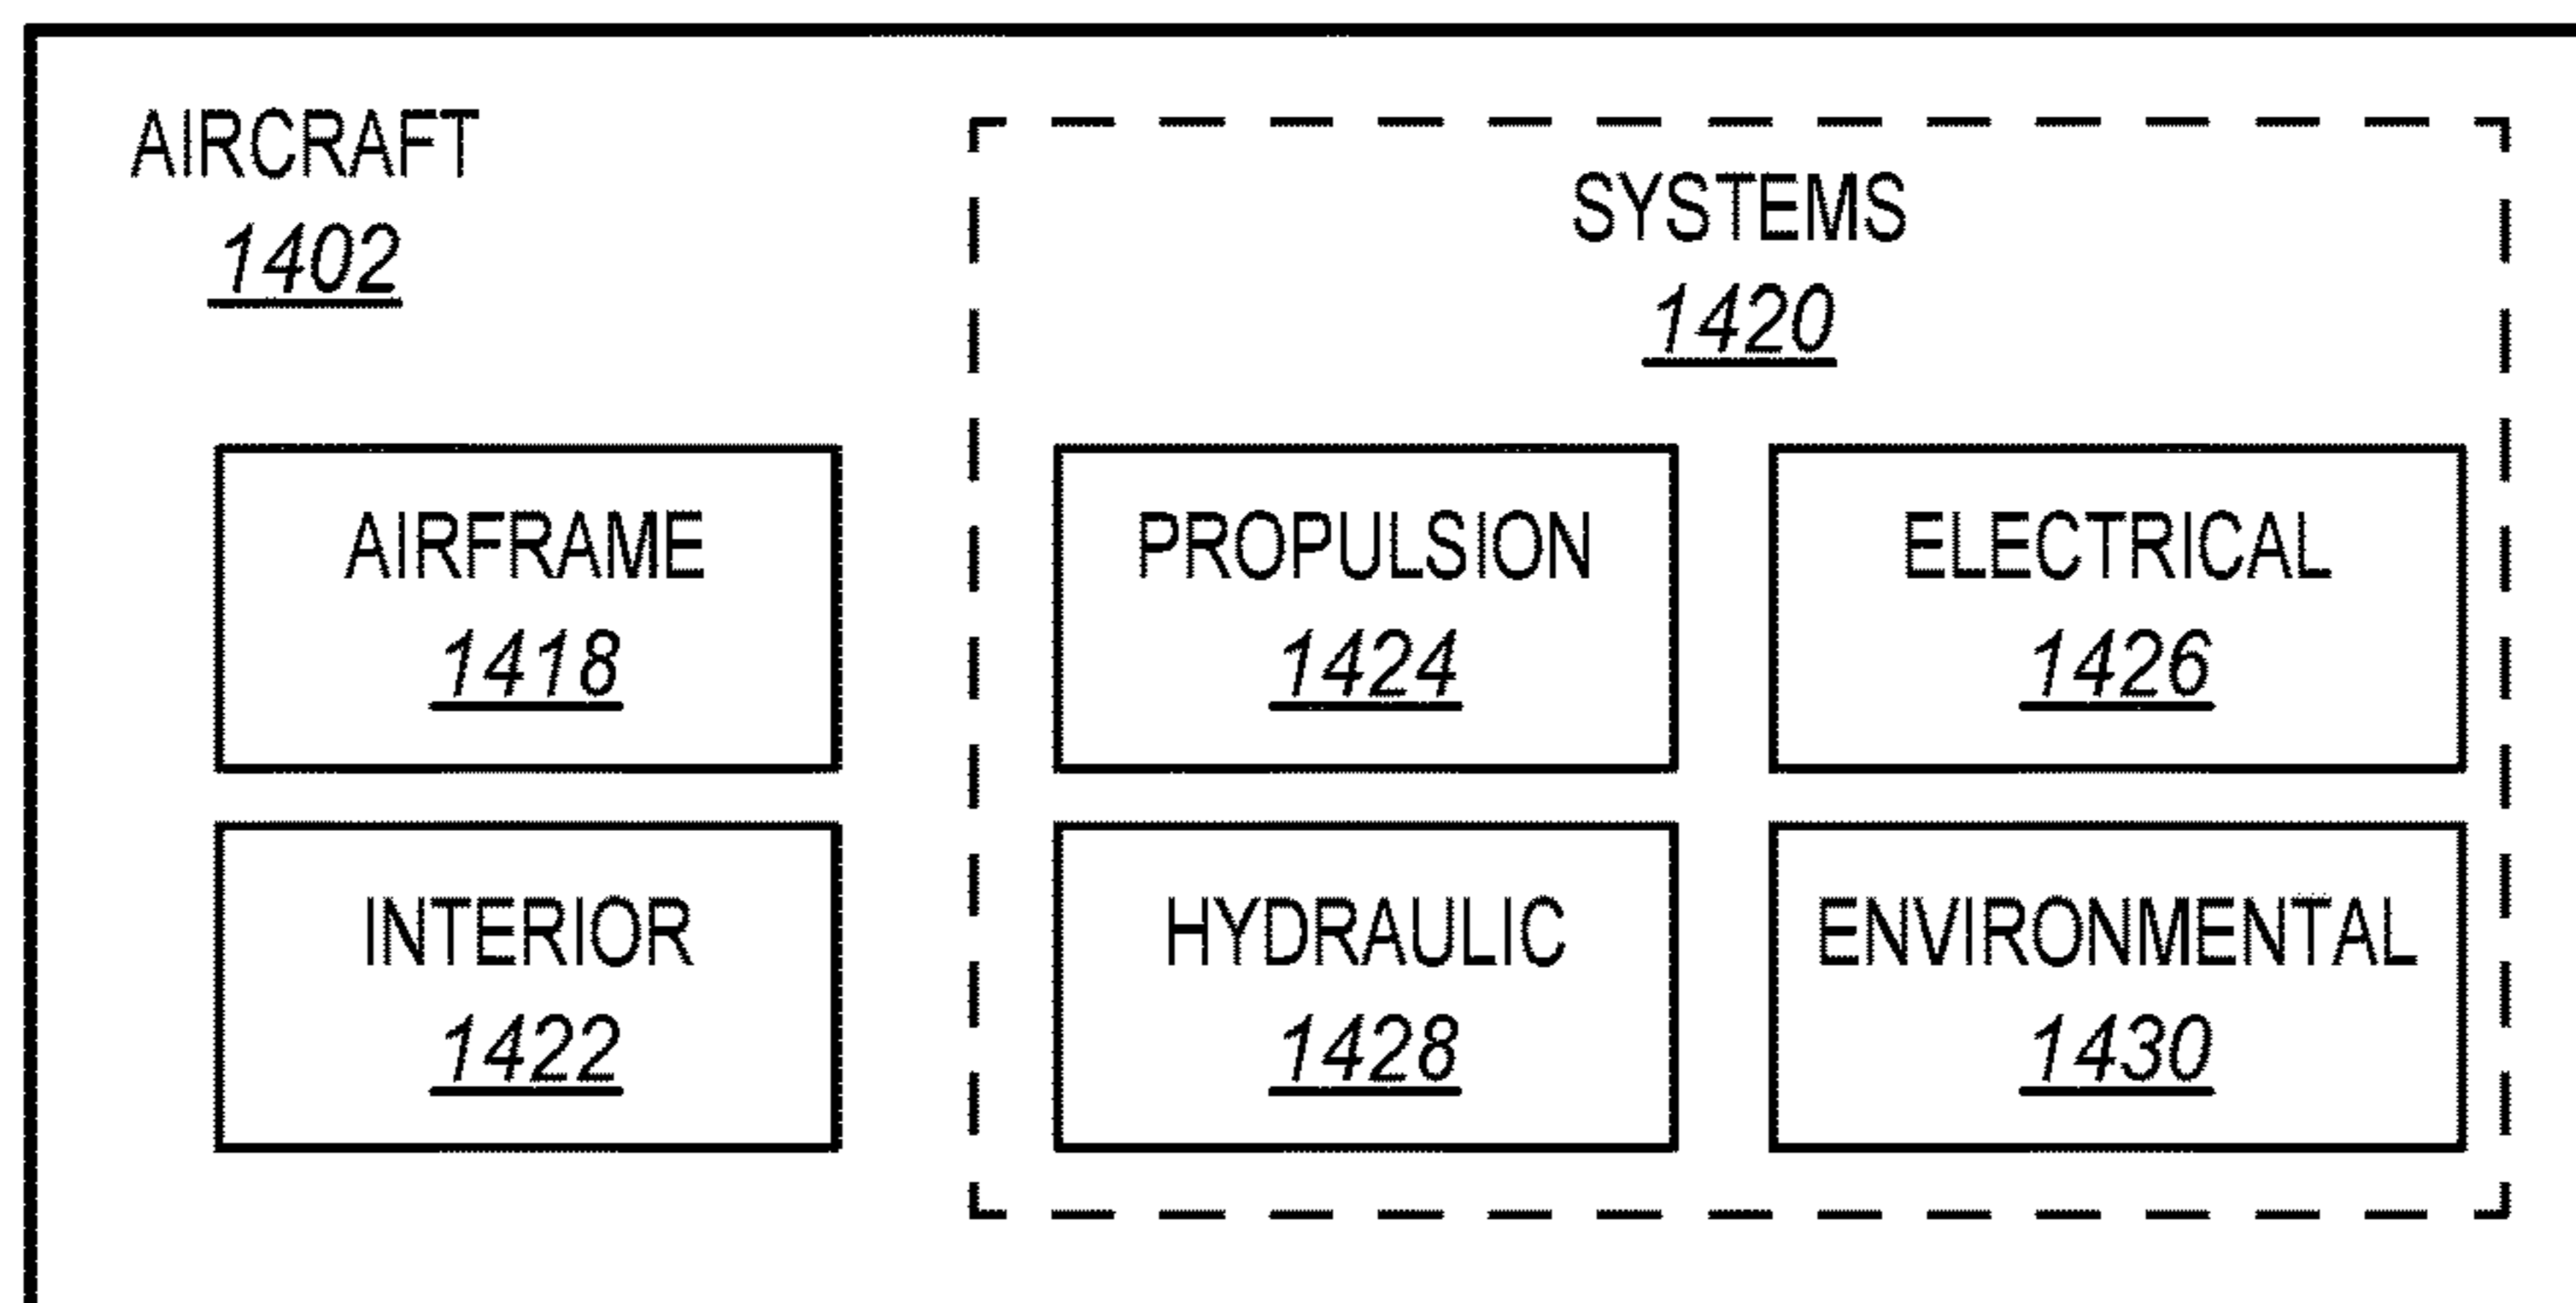 AIRCRAFT
1402
SYSTEMS
1420
AIRFRAME
1418
PROPULSION
1424
ELECTRICAL
1426
INTERIOR
1422
HYDRAULIC
1428
ENVIRONMENTAL
1430